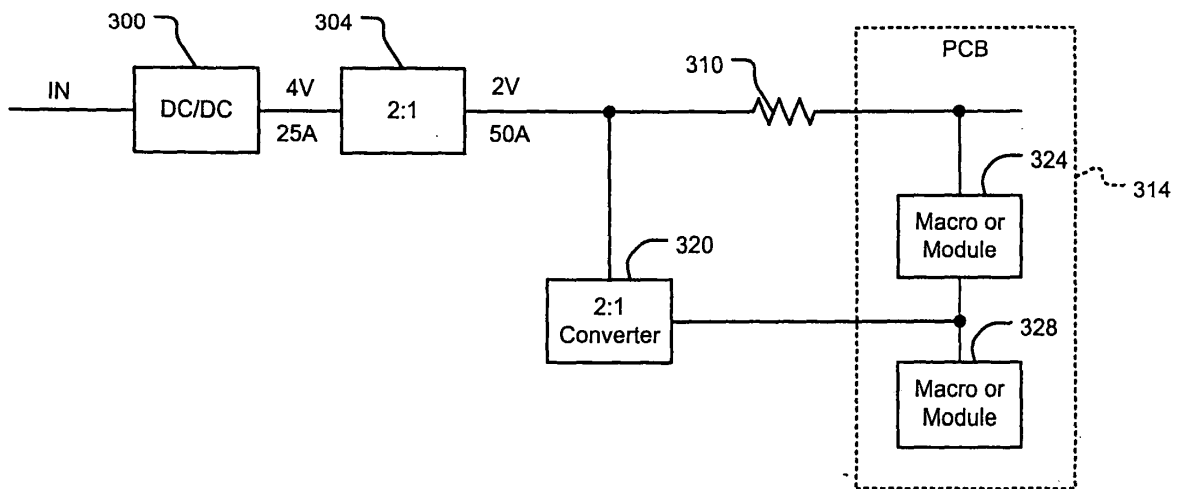 300
304
PCB
IN
DC/DC
4V
25A
2:1
2V
50A
310
324
314
Macro or
Module
320
2:1
Converter
328
Macro or
Module